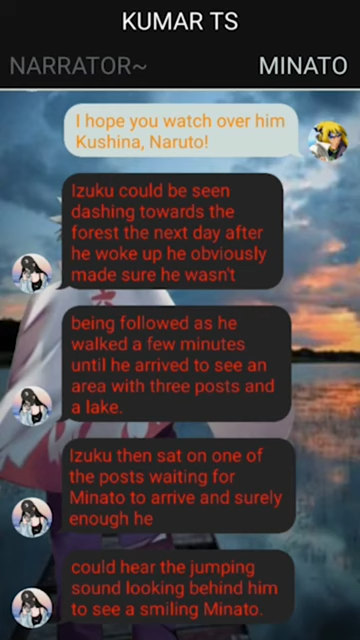 KUMAR TS
NARRATOR~ MINATO
I hope you watch over him
Kushina, Naruto!
Izuku could be seen
dashing towards the
forest the next day after
he woke up he obviously
made sure he wasn't
being followed as he
walked a few minutes
until he arrived to see an
area with three posts and
a lake.
Izuku then sat on one of
the posts waiting for
Minato to arrive and surely
enough he
could hear the jumping
sound looking behind him
to see a smiling Minato.